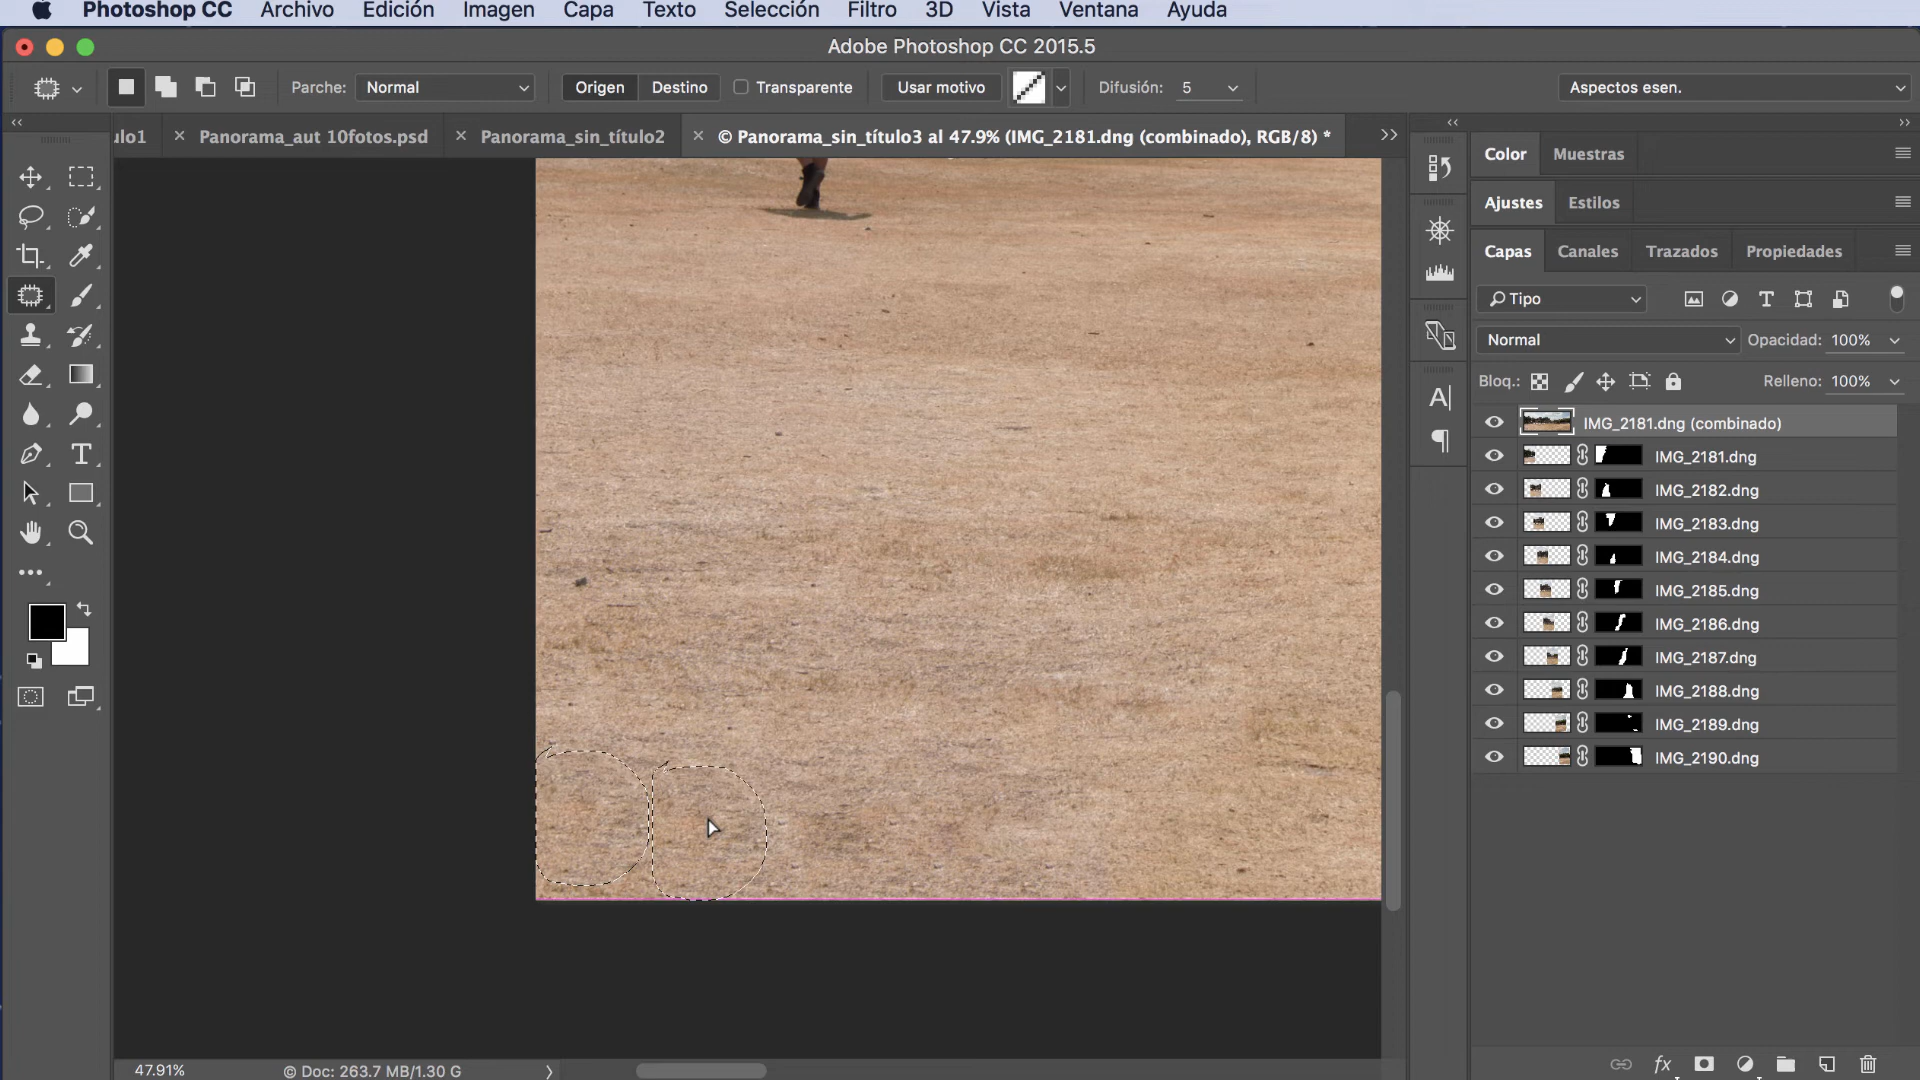 Photoshop CC Archivo Edición Imagen Capa Texto Selección Filtro 3D Vista Ventana Ayuda
Adobe Photoshop CC 2015.5
Parche: Normal Origen Destino Transparente Usar motivo Difusión: 5 Aspectos esen.
ulo1 × Panorama_aut 10fotos.psd × Panorama_sin_título2 × © Panorama_sin_título3 al 47.9% (IMG_2181.dng (combinado), RGB/8) * >>
Color Muestras
Ajustes Estilos
Capas Canales Trazados Propiedades
Tipo
Normal Opacidad: 100%
Bloq.: Relleno: 100%
IMG_2181.dng (combinado)
IMG_2181.dng
IMG_2182.dng
IMG_2183.dng
IMG_2184.dng
IMG_2185.dng
IMG_2186.dng
IMG_2187.dng
IMG_2188.dng
IMG_2189.dng
IMG_2190.dng
47.91% © Doc: 263.7 MB/1.30 G
fx